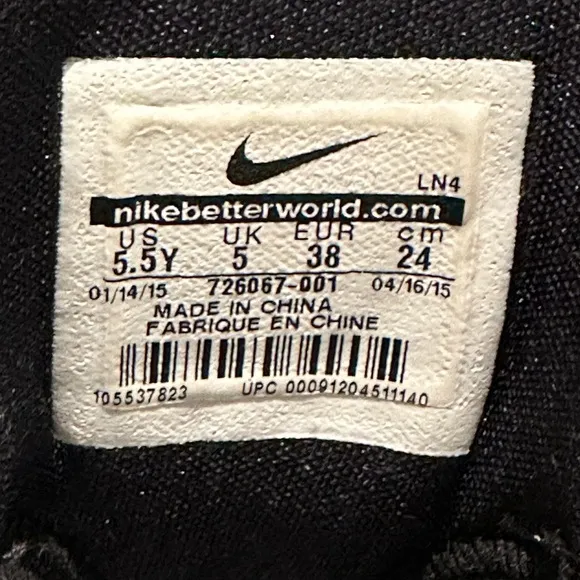 LN4
nikebetterworld.com
US UK EUR cm
5.5Y 5 38 24
01/14/15 726067-001 04/16/15
MADE IN CHINA
FABRIQUE EN CHINE
105537823 UPC 00091204511140